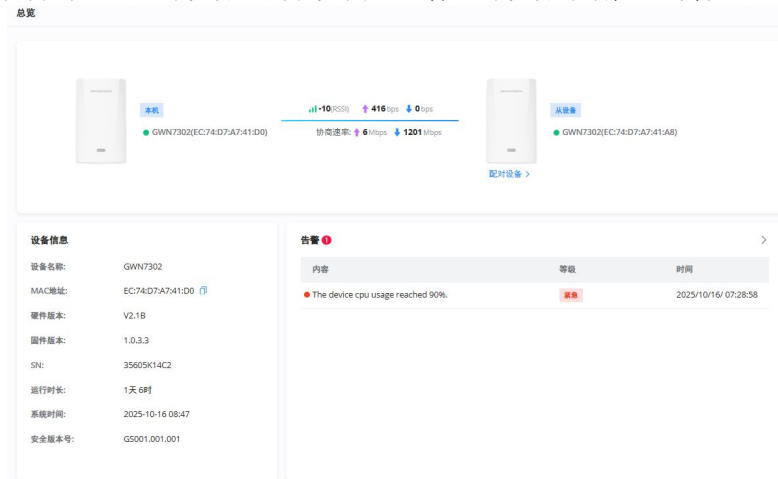 总览
本机
GWN7302(EC:74:D7:A7:41:D0)
-10(RSSI) 416 bps 0 bps
协商速率: 6 Mbps 1201 Mbps
从设备
GWN7302(EC:74:D7:A7:41:A8)
配对设备 >
设备信息
设备名称: GWN7302
MAC地址: EC:74:D7:A7:41:D0
硬件版本: V2.1B
固件版本: 1.0.3.3
SN: 35605K14C2
运行时长: 1天 6时
系统时间: 2025-10-16 08:47
安全版本号: GS001.001.001
告警 1
内容 等级 时间
The device cpu usage reached 90%. 紧急 2025/10/16/ 07:28:58